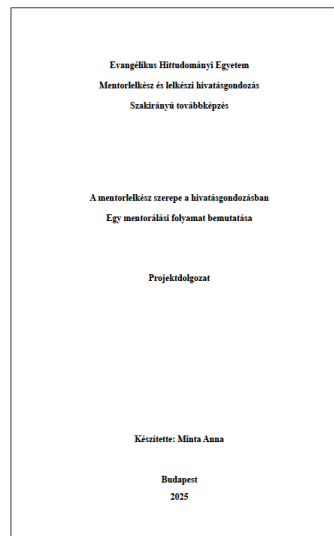 Evangélikus Hittudományi Egyetem
Mentorlelkész és lelkészi hivatásgondozás
Szakirányú továbbképzés
A mentorlelkész szerepe a hivatásgondozásban
Egy mentorálási folyamat bemutatása
Projektdolgozat
Készítette: Minta Anna
Budapest
2025